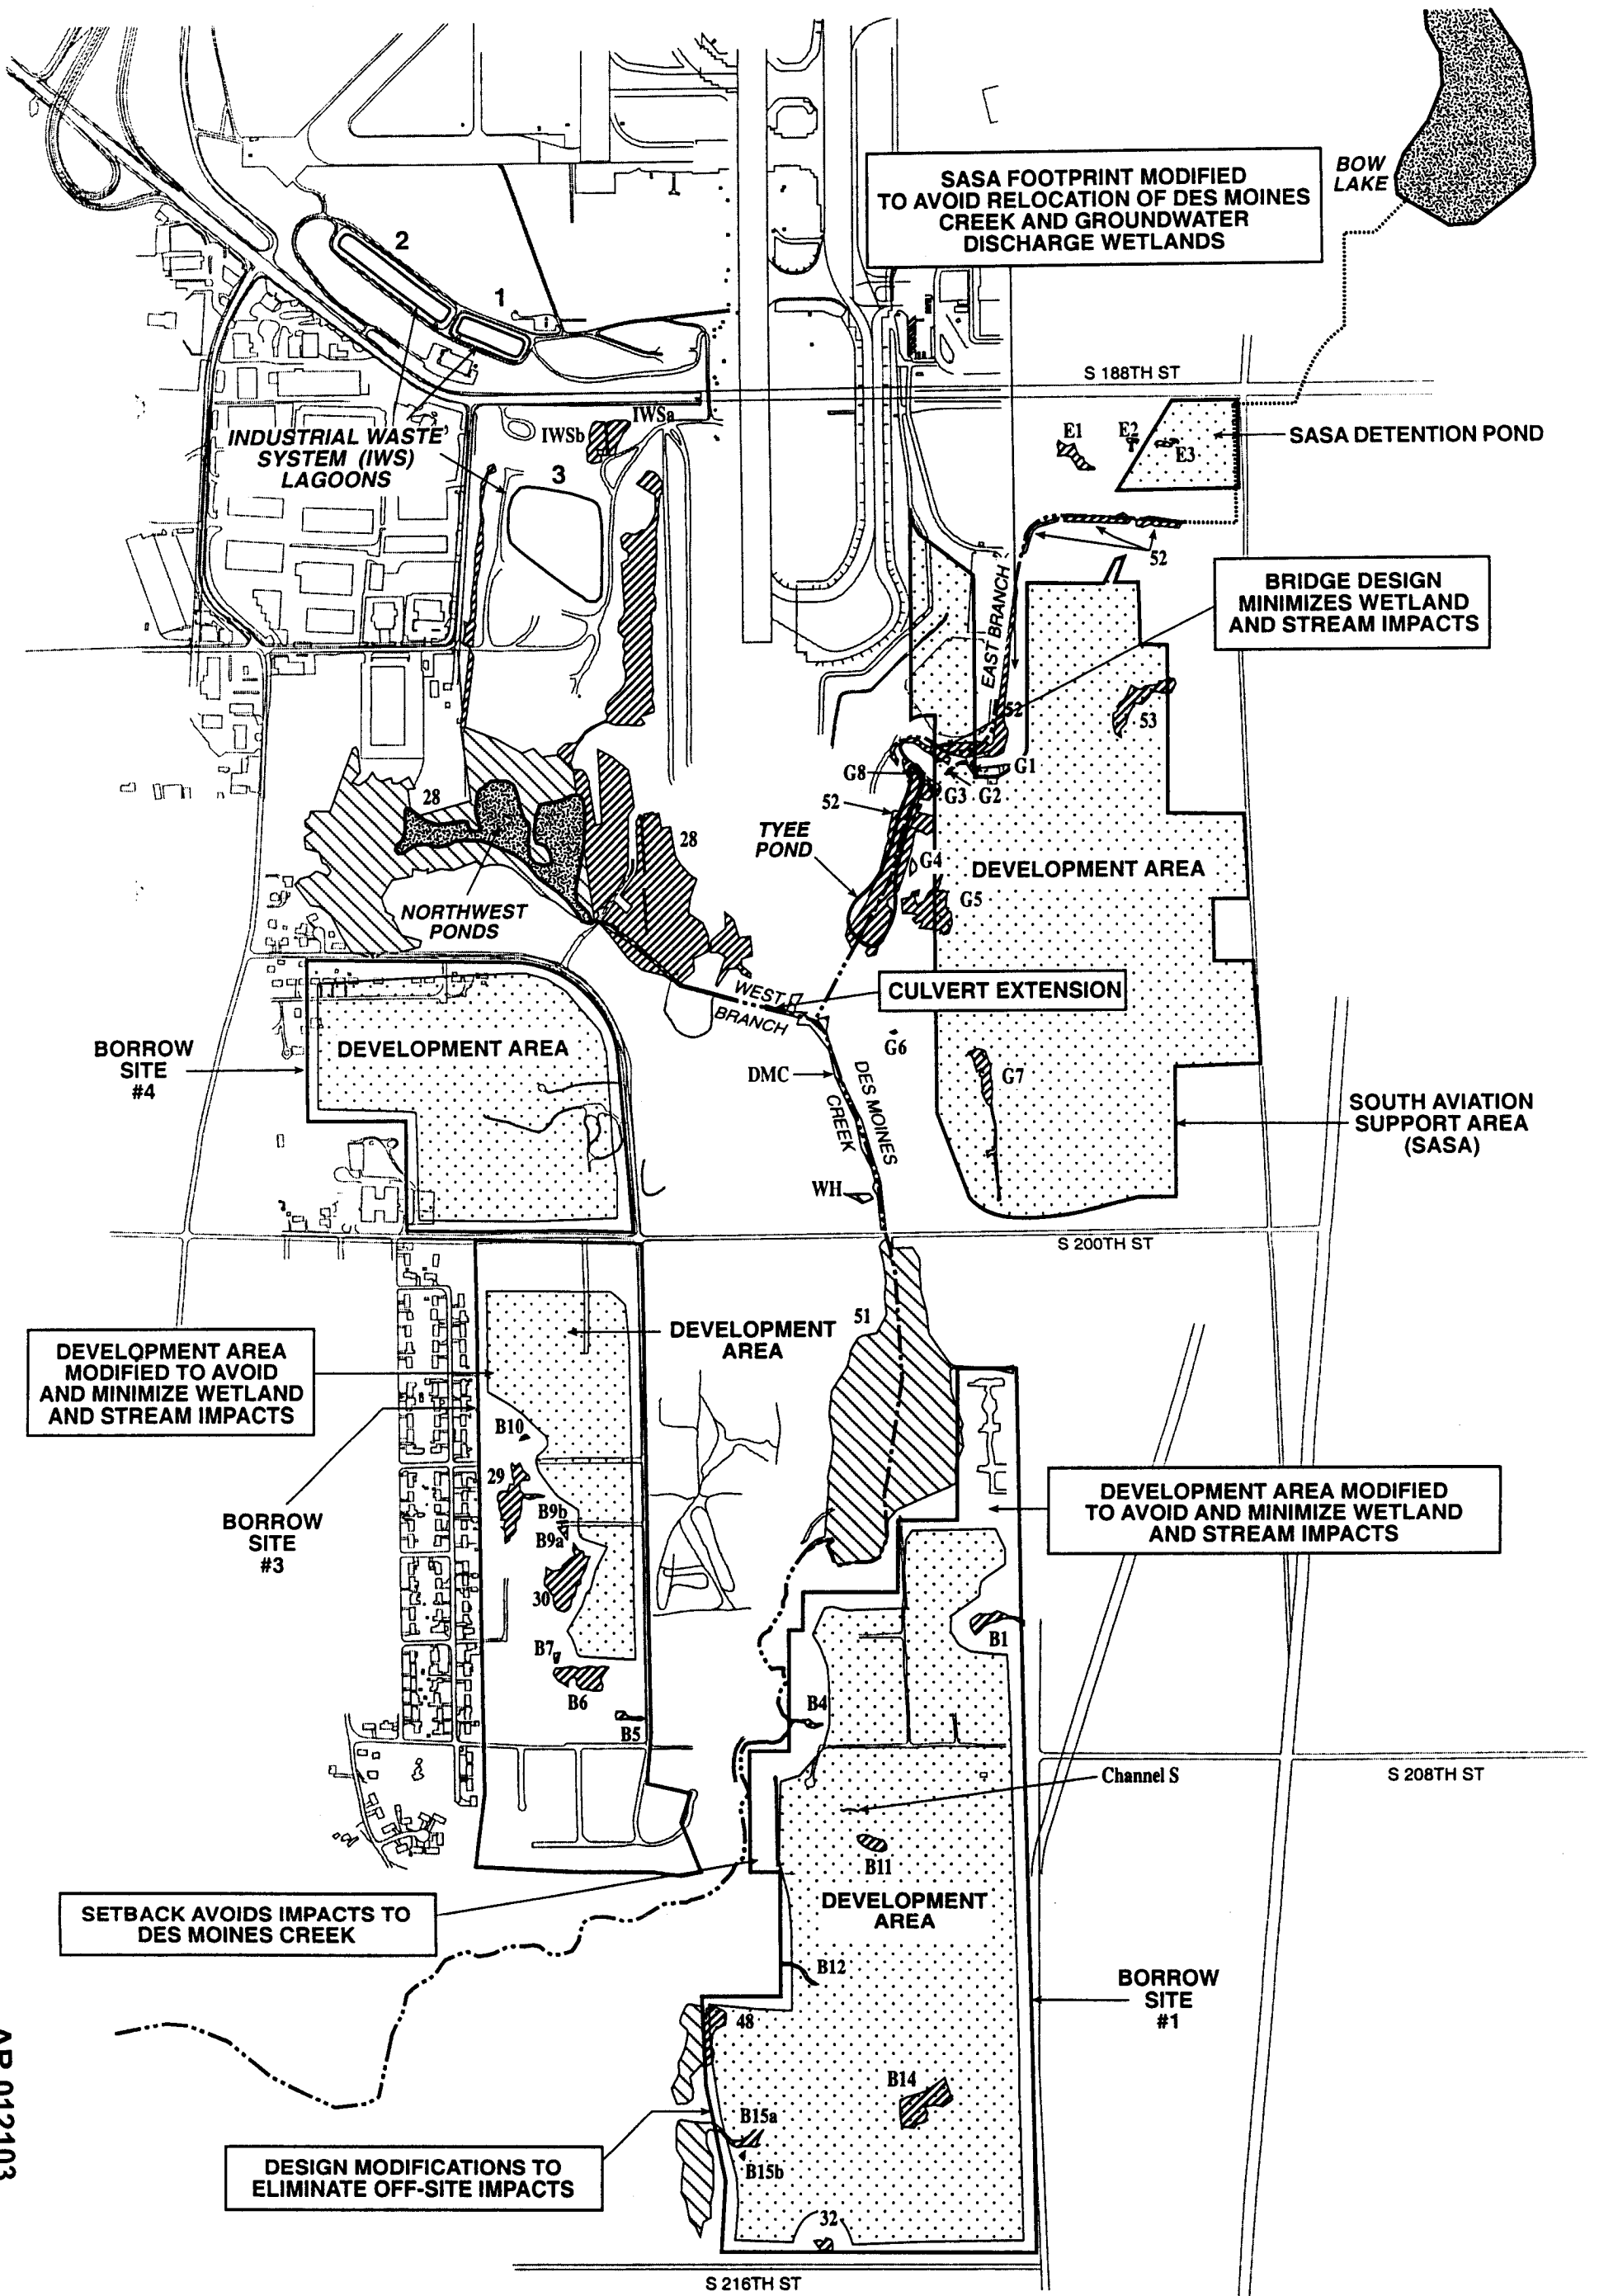 SASA FOOTPRINT MODIFIED
TO AVOID RELOCATION OF DES MOINES
CREEK AND GROUNDWATER
DISCHARGE WETLANDS
BOW
LAKE
2
1
S 188TH ST
IWSa
IWSb
INDUSTRIAL WASTE
SYSTEM (IWS)
LAGOONS
3
E1
E2
E3
SASA DETENTION POND
52
BRIDGE DESIGN
MINIMIZES WETLAND
AND STREAM IMPACTS
EAST BRANCH
52
53
G1
G8
G3
G2
28
52
TYEE
POND
28
G4
DEVELOPMENT AREA
G5
NORTHWEST
PONDS
WEST
BRANCH
CULVERT EXTENSION
G6
DEVELOPMENT AREA
BORROW
SITE
#4
DMC
G7
DES MOINES
CREEK
SOUTH AVIATION
SUPPORT AREA
(SASA)
WH
S 200TH ST
51
DEVELOPMENT
AREA
DEVELOPMENT AREA
MODIFIED TO AVOID
AND MINIMIZE WETLAND
AND STREAM IMPACTS
B10
29
B9b
B9a
BORROW
SITE
#3
DEVELOPMENT AREA MODIFIED
TO AVOID AND MINIMIZE WETLAND
AND STREAM IMPACTS
30
B1
B7
B6
B4
B5
Channel S
S 208TH ST
B11
DEVELOPMENT
AREA
SETBACK AVOIDS IMPACTS TO
DES MOINES CREEK
B12
BORROW
SITE
#1
48
B14
B15a
B15b
DESIGN MODIFICATIONS TO
ELIMINATE OFF-SITE IMPACTS
32
S 216TH ST
AR 012103